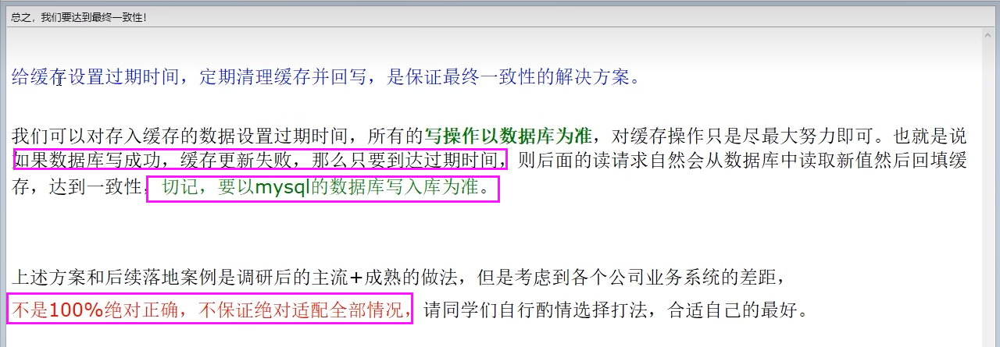 总之，我们要达到最终一致性！
给缓存设置过期时间，定期清理缓存并回写，是保证最终一致性的解决方案。
我们可以对存入缓存的数据设置过期时间，所有的写操作以数据库为准，对缓存操作只是尽最大努力即可。也就是说
如果数据库写成功，缓存更新失败，那么只要到达过期时间，则后面的读请求自然会从数据库中读取新值然后回填缓
存，达到一致性，切记，要以mysql的数据库写入库为准。
上述方案和后续落地案例是调研后的主流+成熟的做法，但是考虑到各个公司业务系统的差距，
不是100%绝对正确，不保证绝对适配全部情况，请同学们自行酌情选择打法，合适自己的最好。